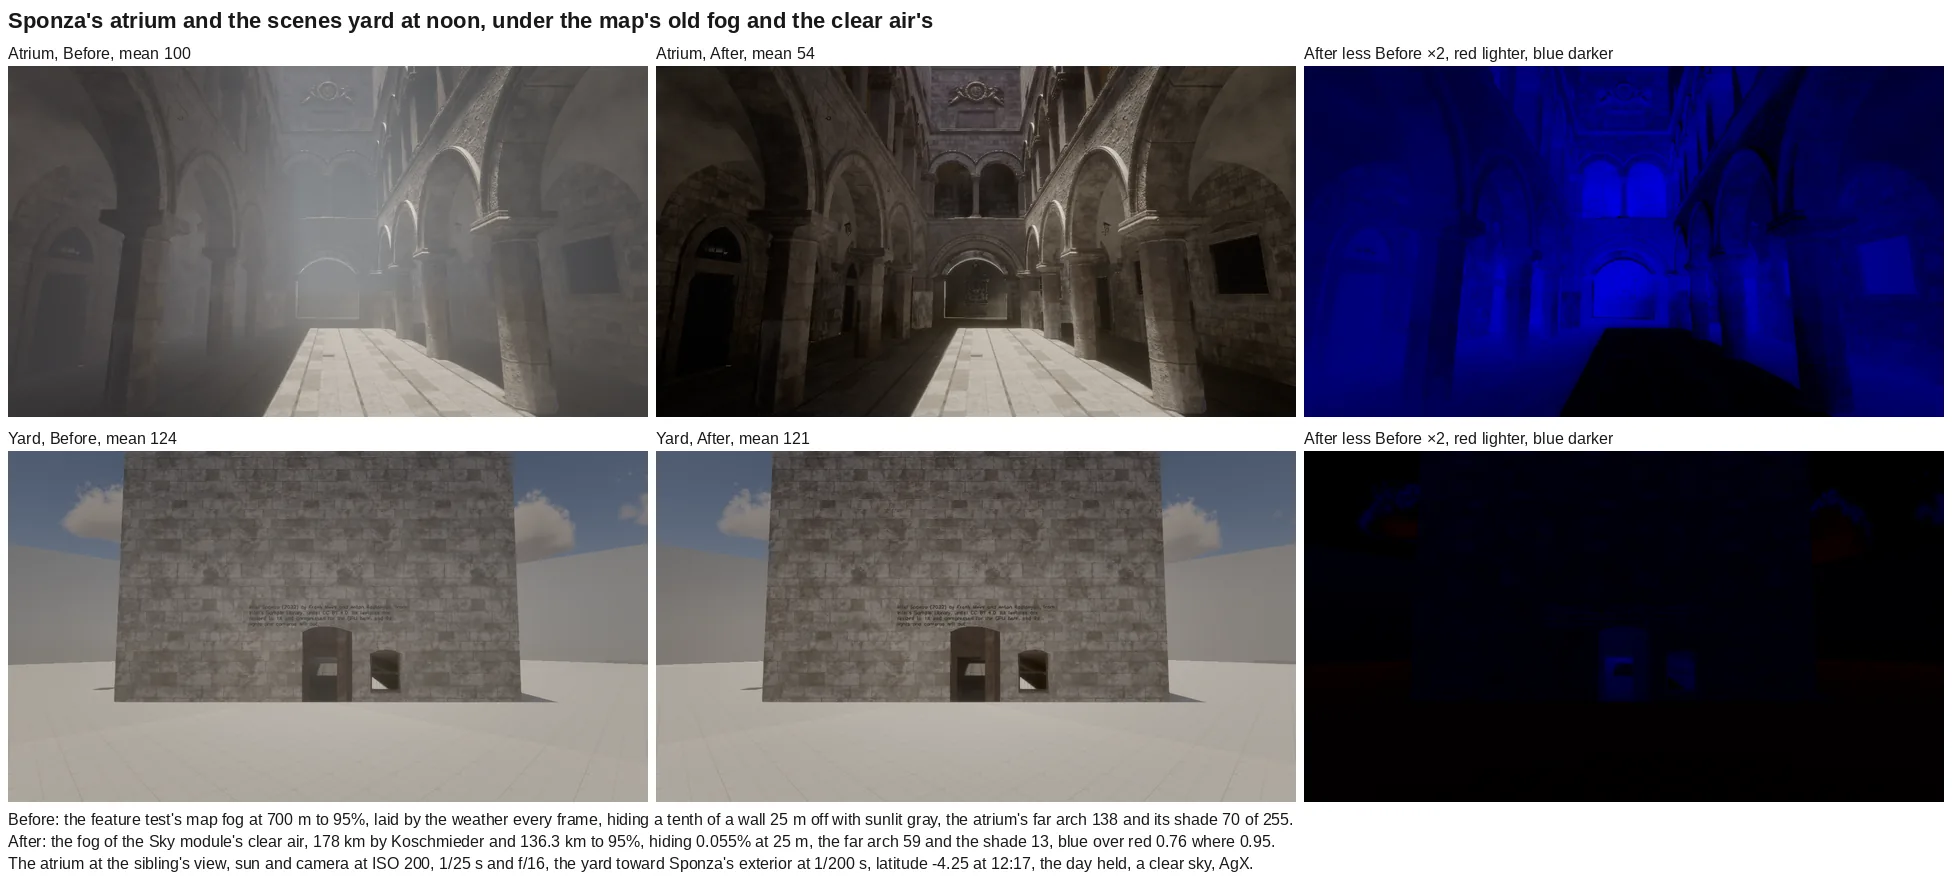 Sponza's atrium and the scenes yard at noon, under the map's old fog and the clear air's
Atrium, Before, mean 100
Atrium, After, mean 54
After less Before ×2, red lighter, blue darker
Yard, Before, mean 124
Yard, After, mean 121
After less Before ×2, red lighter, blue darker
Before: the feature test's map fog at 700 m to 95%, laid by the weather every frame, hiding a tenth of a wall 25 m off with sunlit gray, the atrium's far arch 138 and its shade 70 of 255.
After: the fog of the Sky module's clear air, 178 km by Koschmieder and 136.3 km to 95%, hiding 0.055% at 25 m, the far arch 59 and the shade 13, blue over red 0.76 where 0.95.
The atrium at the sibling's view, sun and camera at ISO 200, 1/25 s and f/16, the yard toward Sponza's exterior at 1/200 s, latitude -4.25 at 12:17, the day held, a clear sky, AgX.